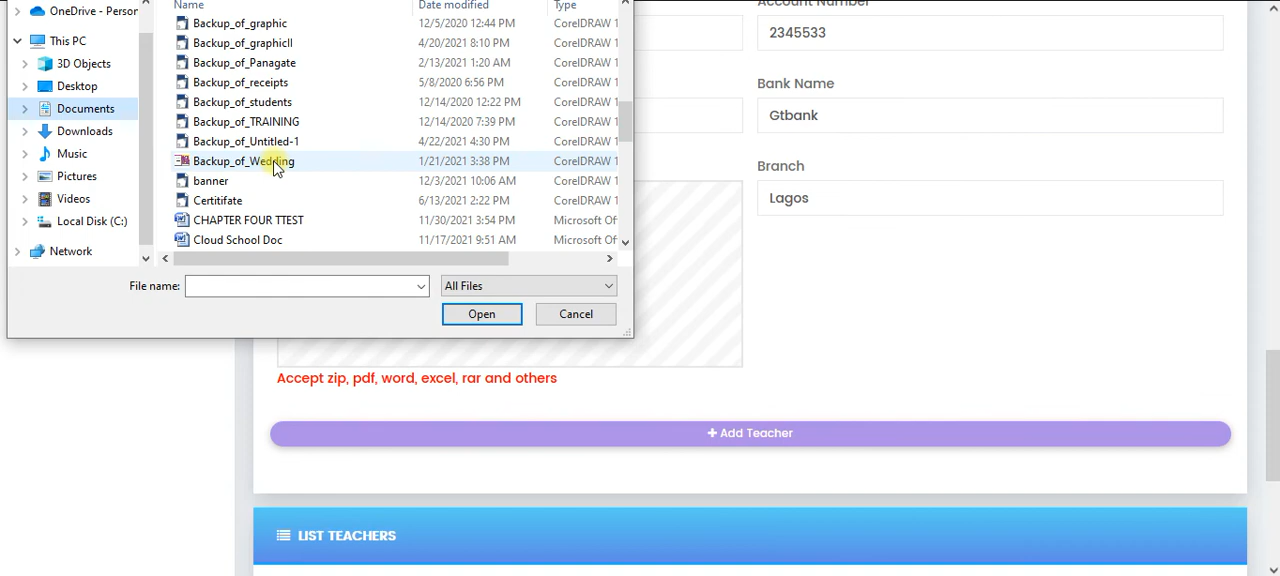 Account Number
OneDrive - Person
Name Date modified Type
Backup_of_graphic 12/5/2020 12:44 PM CorelDRAW 1
2345533
This PC
Backup_of_graphicll 4/20/2021 8:10 PM CorelDRAW 1
3D Objects
Backup_of_Panagate 2/13/2021 1:20 AM CorelDRAW 1
Desktop
Backup_of_receipts 5/8/2020 6:56 PM CorelDRAW 1
Bank Name
Documents
Backup_of_students 12/14/2020 12:22 PM CorelDRAW 1
Gtbank
Downloads
Backup_of_TRAINING 12/14/2020 7:39 PM CorelDRAW 1
Music
Backup_of_Untitled-1 4/22/2021 4:30 PM CorelDRAW 1
Pictures
Backup_of_Wedding 1/21/2021 3:38 PM CorelDRAW 1
Branch
banner 12/3/2021 10:06 AM CorelDRAW 1
Videos
Certitifate 6/13/2021 2:22 PM CorelDRAW 1
Lagos
Local Disk (C:)
CHAPTER FOUR TTEST 11/30/2021 3:54 PM Microsoft Of
Network
Cloud School Doc 11/17/2021 9:51 AM Microsoft Of
File name: All Files
Open Cancel
Accept zip, pdf, word, excel, rar and others
+ Add Teacher
LIST TEACHERS